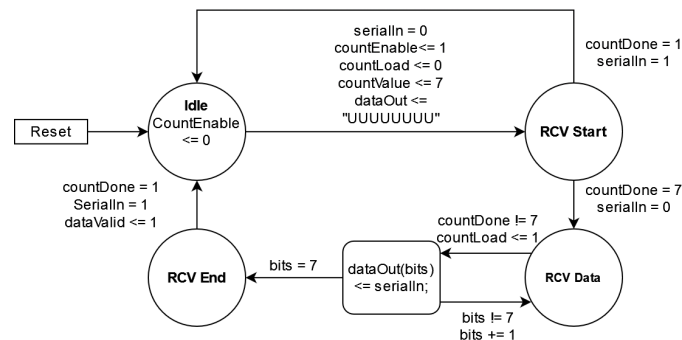 serialIn = 0
countEnable<= 1
countLoad <= 0
countValue <= 7
dataOut <=
"UUUUUUUU"
countDone = 1
serialIn = 1
Idle
CountEnable
<= 0
Reset
RCV Start
countDone = 1
SerialIn = 1
dataValid <= 1
countDone = 7
serialIn = 0
countDone != 7
countLoad <= 1
RCV End
bits = 7
dataOut(bits)
<= serialIn;
RCV Data
bits != 7
bits += 1